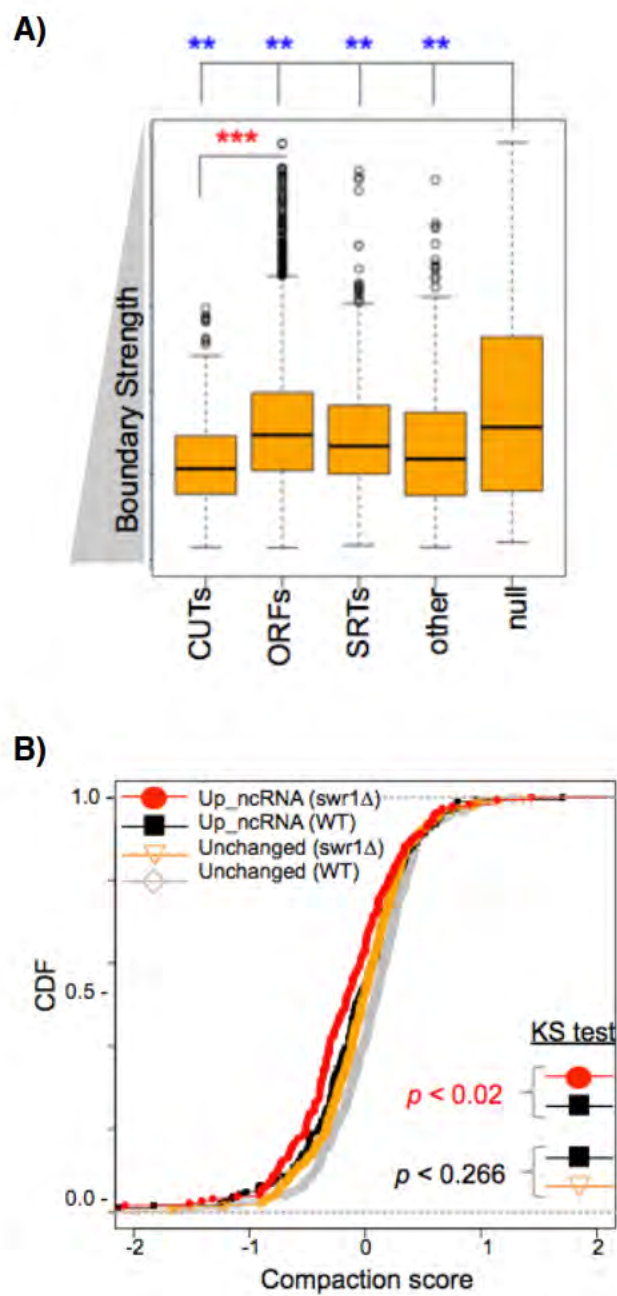 A)
** ** ** **
***
Boundary Strength
CUTs
ORFs
SRTs
other
null
B)
Up_ncRNA (swr1Δ)
Up_ncRNA (WT)
Unchanged (swr1Δ)
Unchanged (WT)
1.0 -
0.5 -
0.0 -
CDF
KS test
p < 0.02
p < 0.266
-2 -1 0 1 2
Compaction score